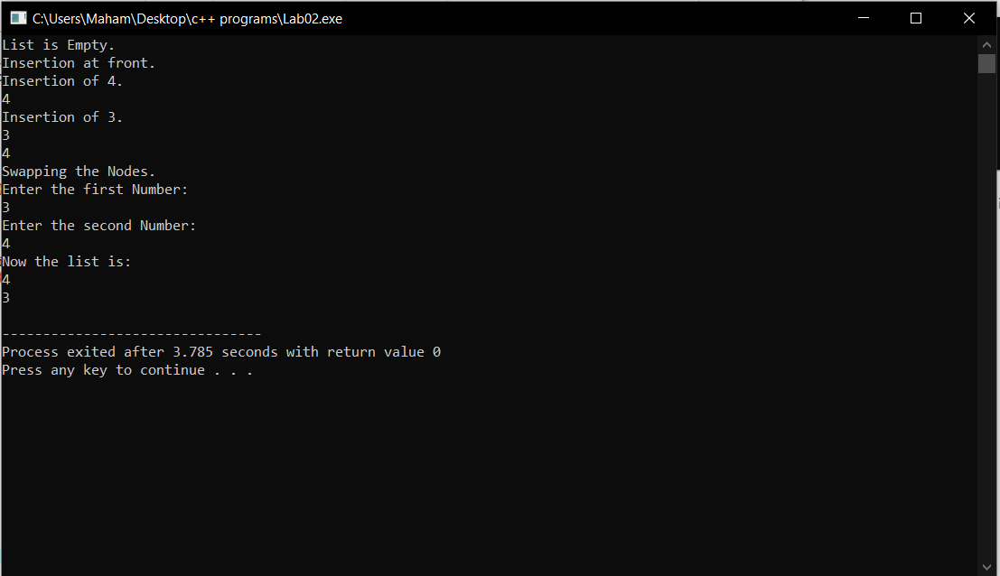 C:\Users\Maham\Desktop\c++ programs\Lab02.exe
List is Empty.
Insertion at front.
Insertion of 4.
4
Insertion of 3.
3
4
Swapping the Nodes.
Enter the first Number:
3
Enter the second Number:
4
Now the list is:
4
3
--------------------------------
Process exited after 3.785 seconds with return value 0
Press any key to continue . . .